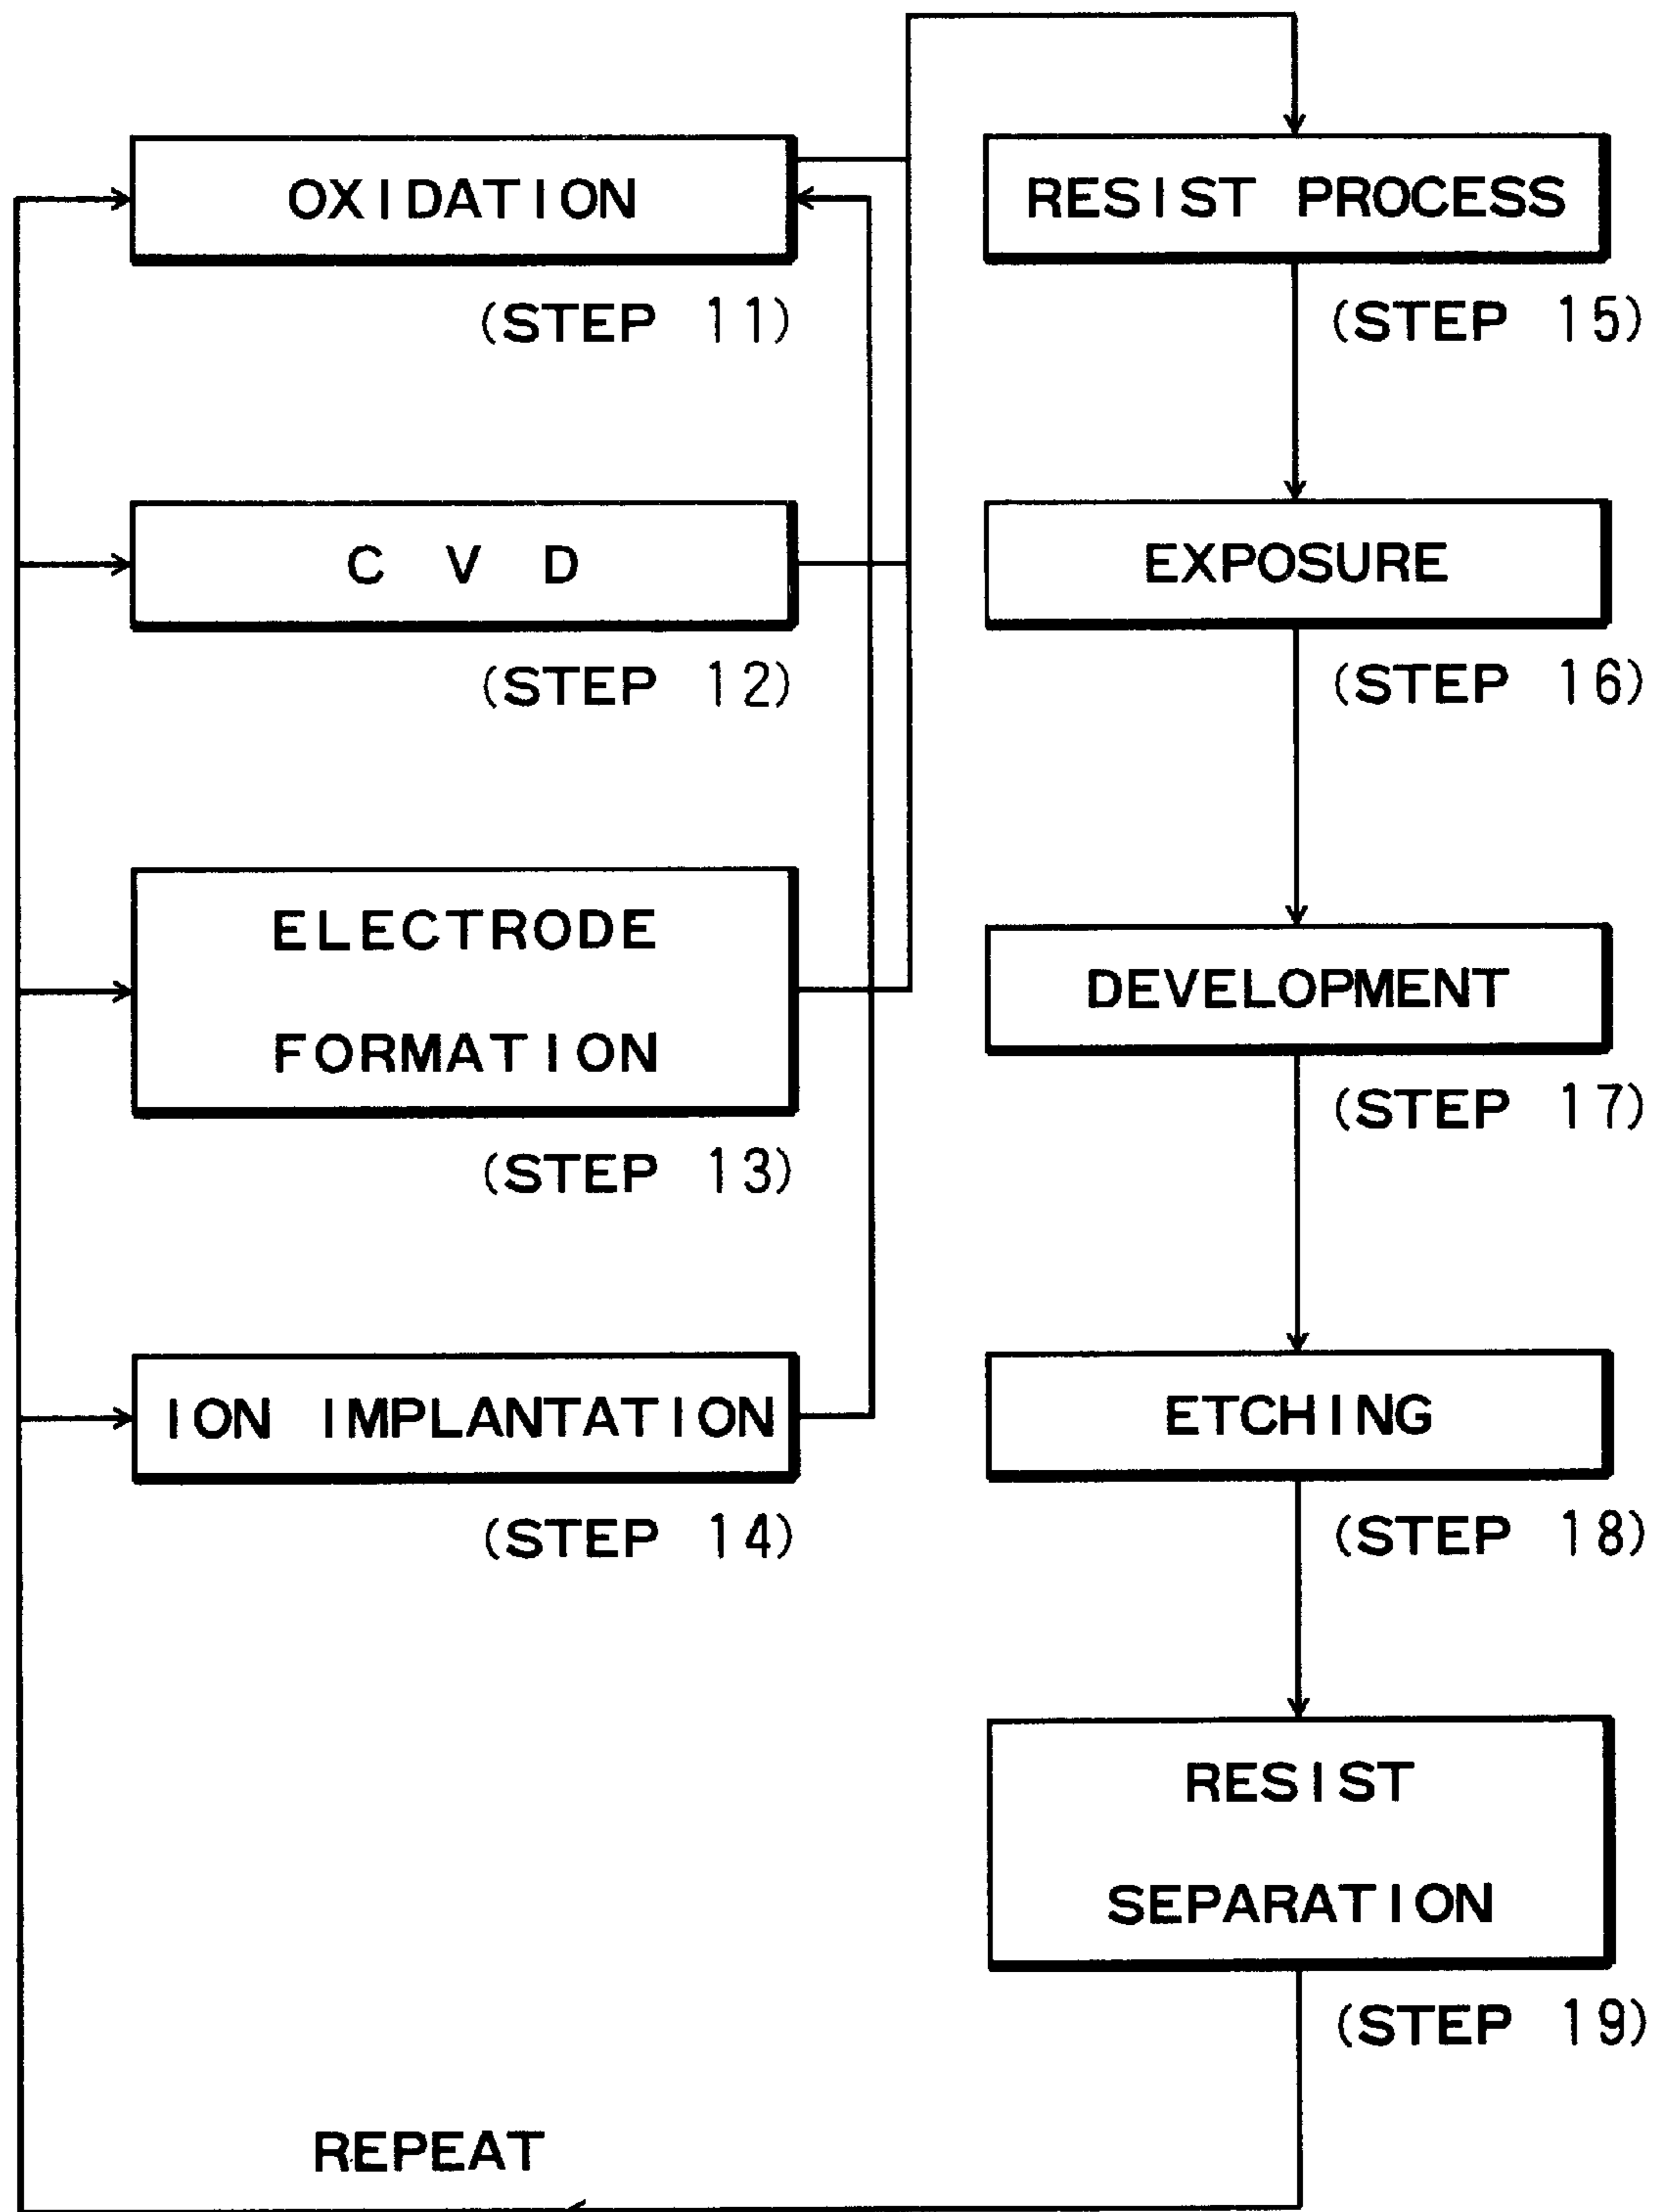 OXIDATION
(STEP 11)
C V D
(STEP 12)
ELECTRODE
FORMATION
(STEP 13)
ION IMPLANTATION
(STEP 14)
RESIST PROCESS
(STEP 15)
EXPOSURE
(STEP 16)
DEVELOPMENT
(STEP 17)
ETCHING
(STEP 18)
RESIST
SEPARATION
(STEP 19)
REPEAT